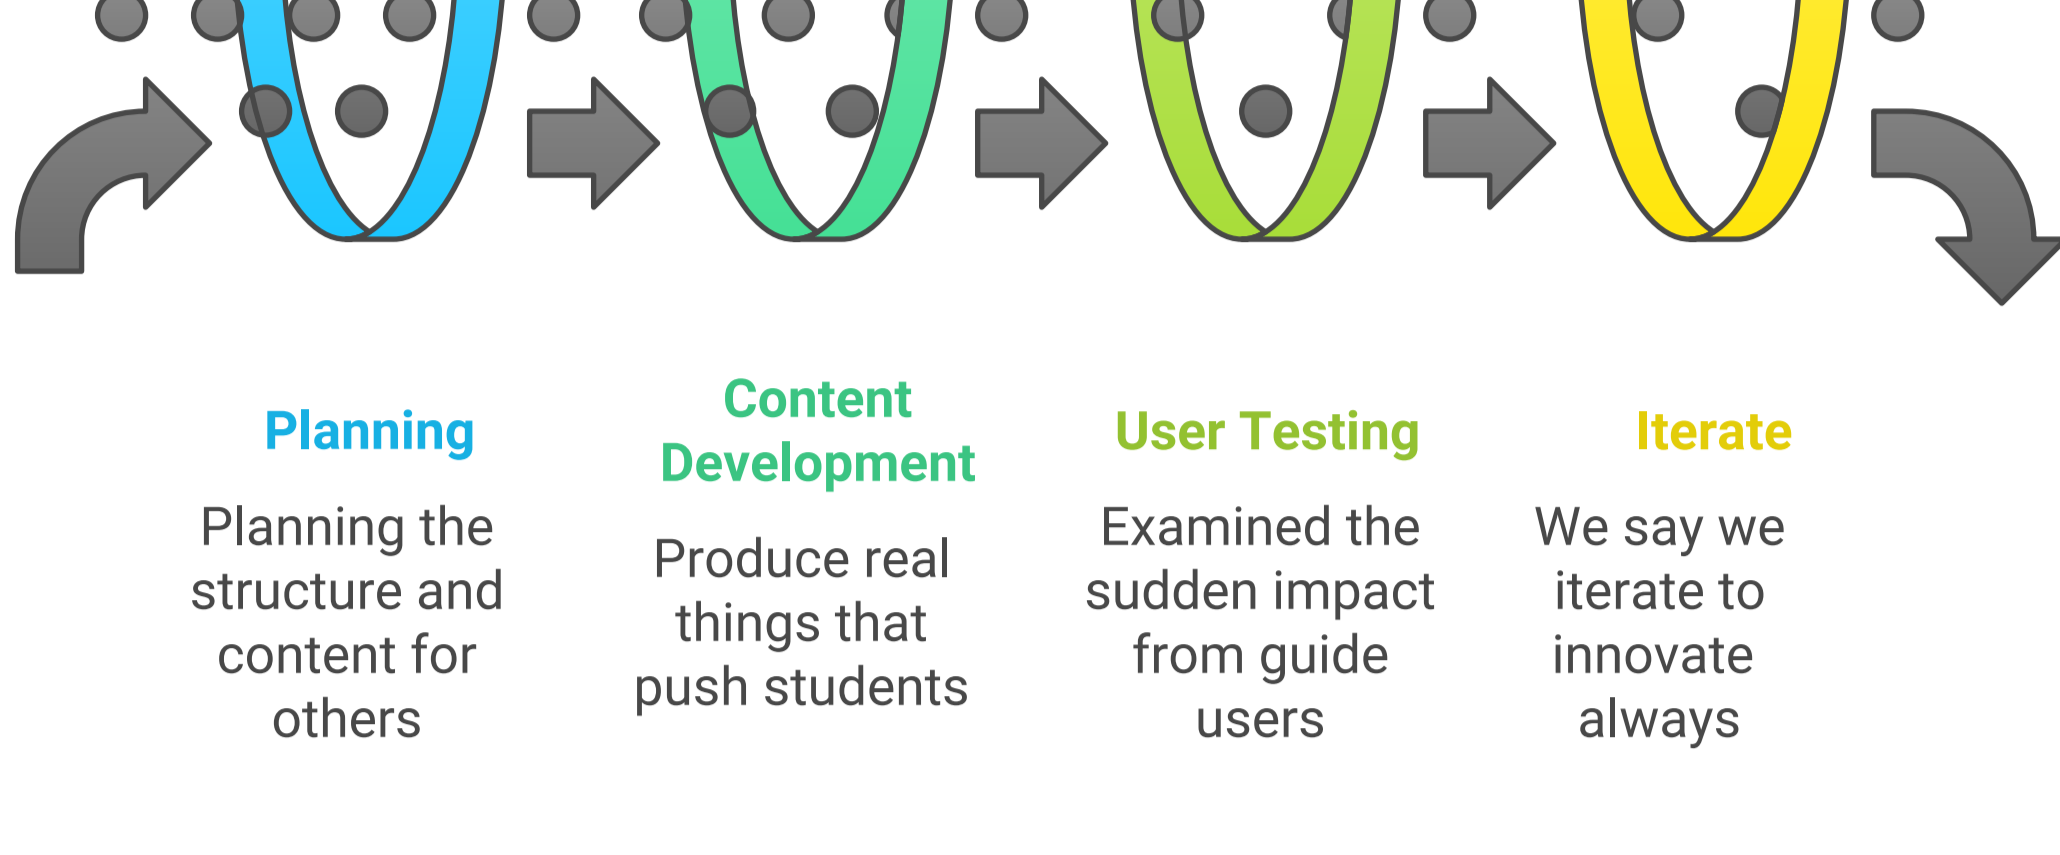 Planning
Planning the
structure and
content for
others
Content
Development
Produce real
things that
push students
User Testing
Examined the
sudden impact
from guide
users
Iterate
We say we
iterate to
innovate
always